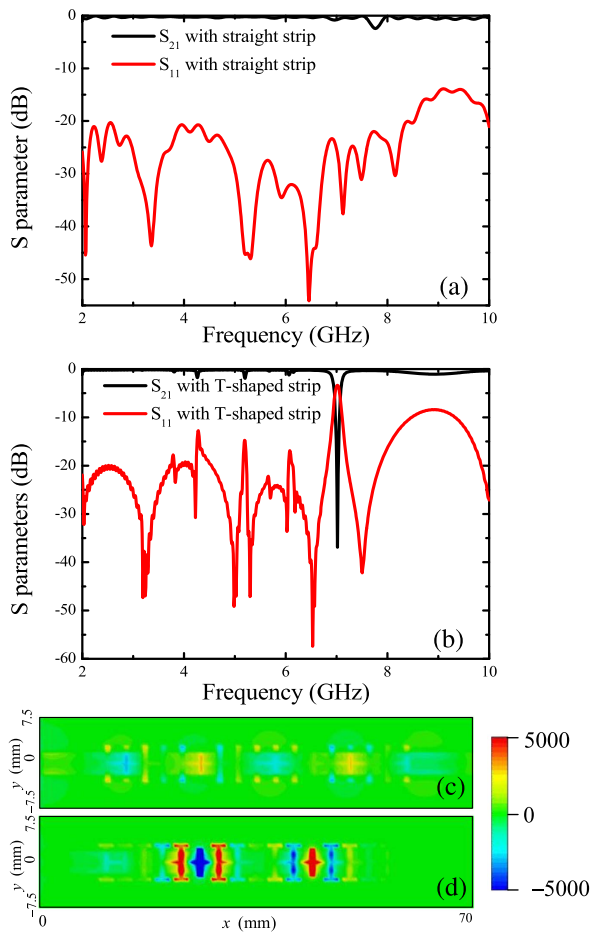 0
-10
-20
-30
-40
-50
S parameter (dB)
S21 with straight strip
S11 with straight strip
(a)
2 4 6 8 10
Frequency (GHz)
0
-10
-20
-30
-40
-50
-60
S parameters (dB)
S21 with T-shaped strip
S11 with T-shaped strip
(b)
2 4 6 8 10
Frequency (GHz)
7.5
0
-7.5
y (mm)
(c)
7.5
0
-7.5
y (mm)
(d)
0 x (mm) 70
5000
0
-5000